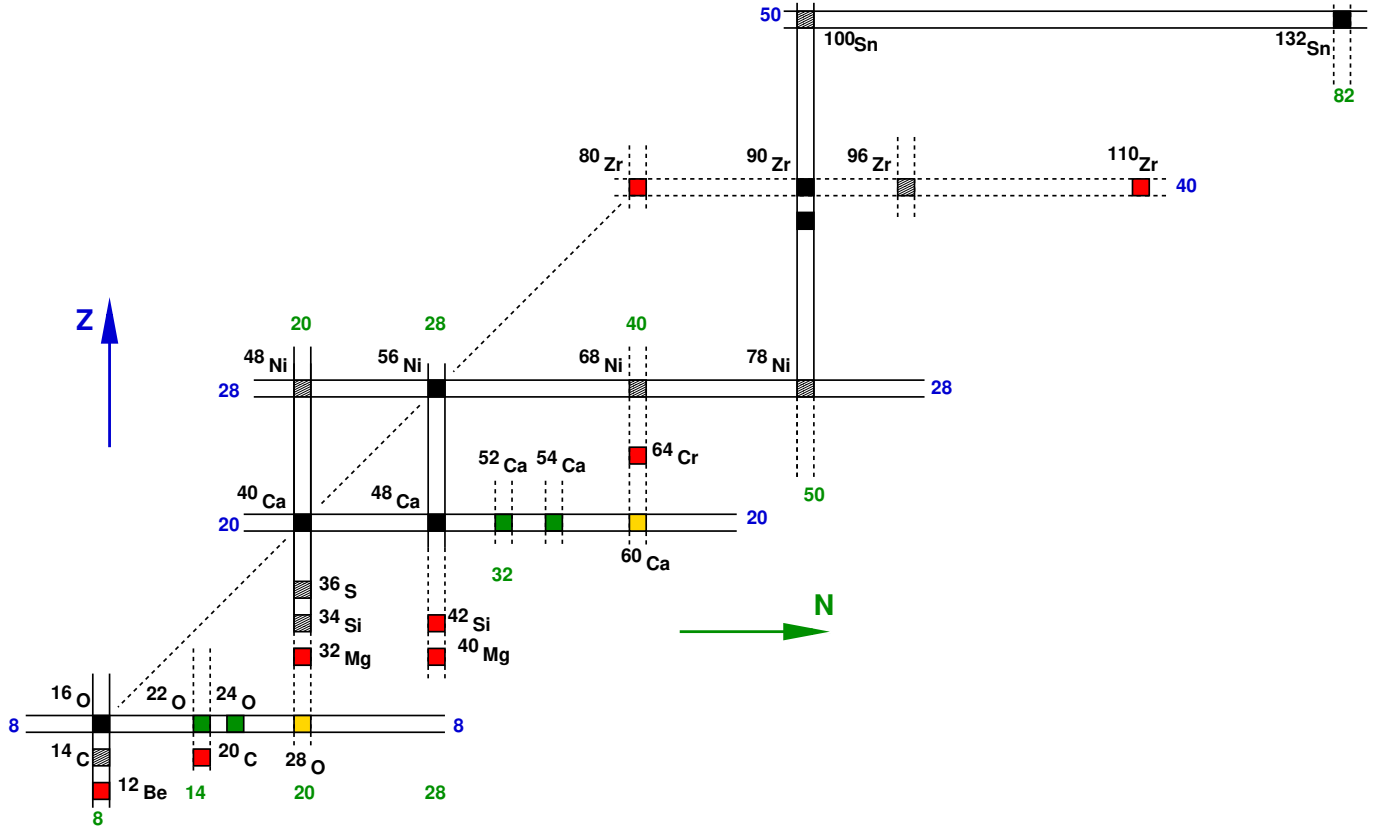 50
100Sn
132Sn
82
80Zr
90Zr
96Zr
110Zr
40
Z
20
28
40
48Ni
56Ni
68Ni
78Ni
28
28
52Ca
54Ca
64Cr
40Ca
48Ca
50
20
20
60Ca
32
36S
34Si
42Si
N
32Mg
40Mg
16O
22O
24O
8
8
14C
20C
28O
12Be
14
20
28
8